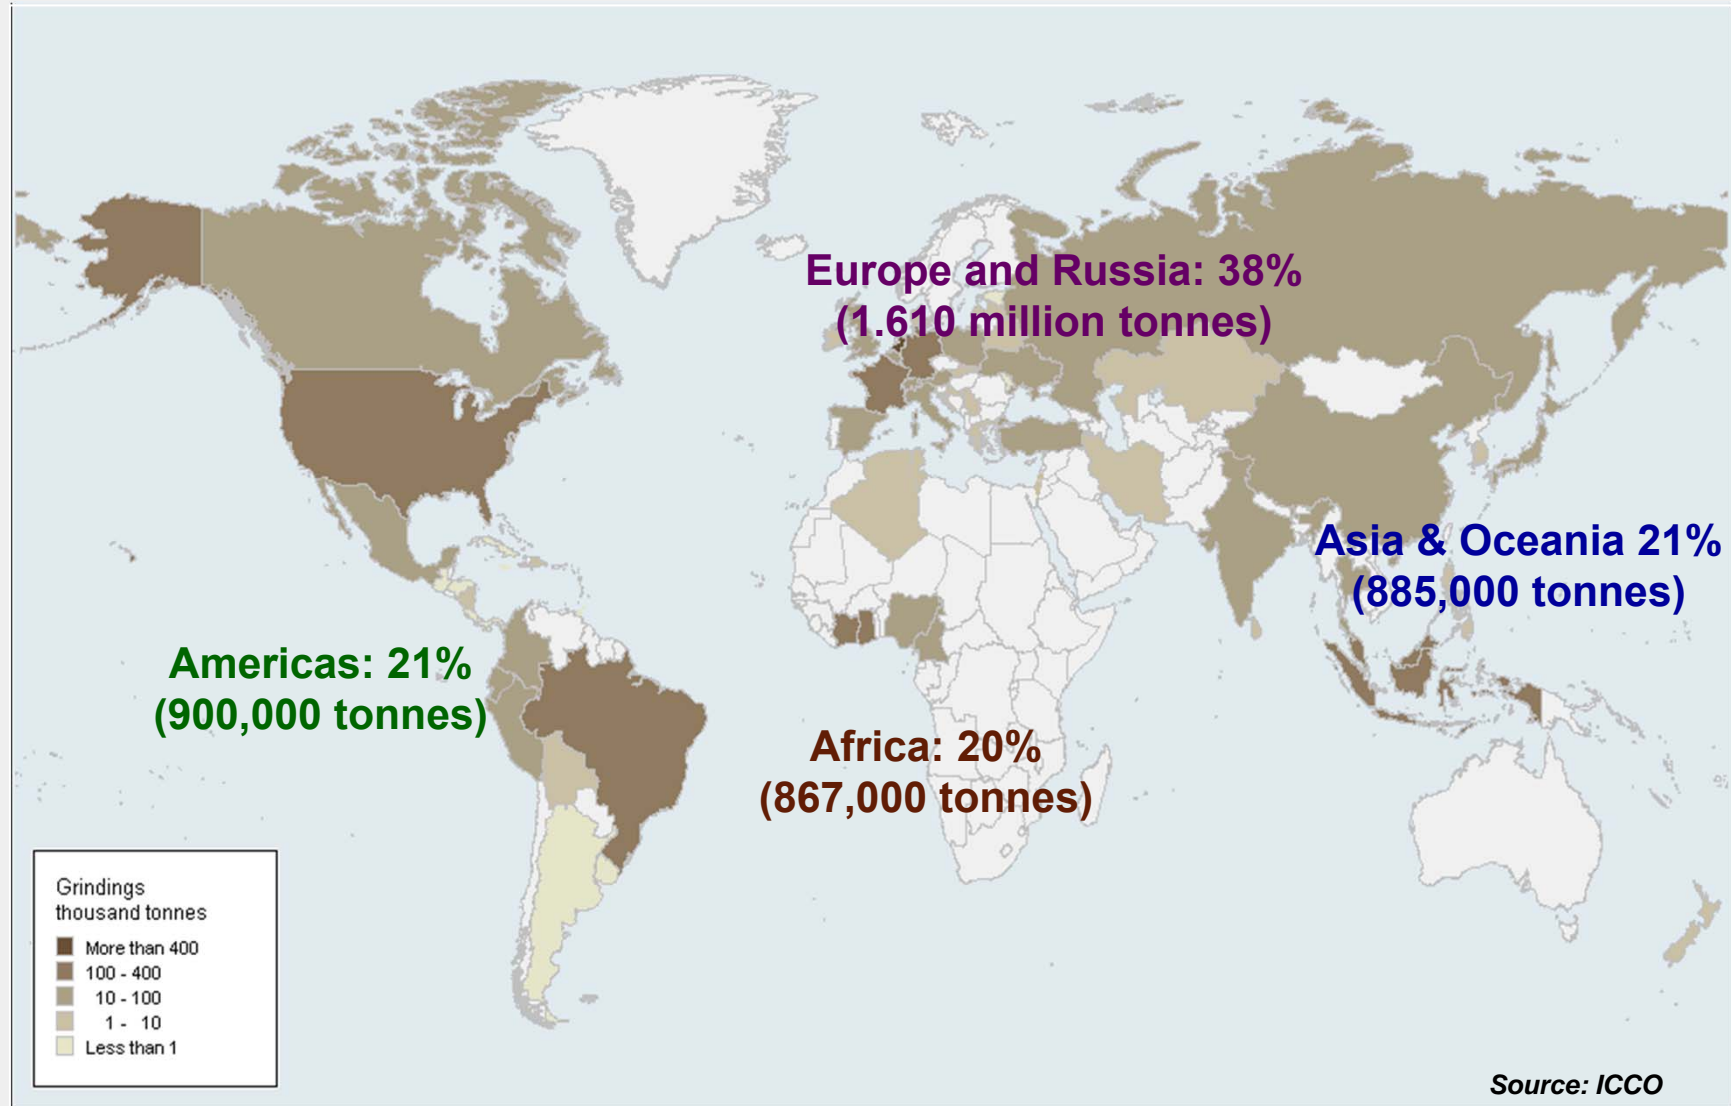 Europe and Russia: 38%
(1.610 million tonnes)
Asia & Oceania 21%
(885,000 tonnes)
Americas: 21%
(900,000 tonnes)
Africa: 20%
(867,000 tonnes)
Grindings
thousand tonnes
More than 400
100 - 400
10 - 100
1 - 10
Less than 1
Source: ICCO